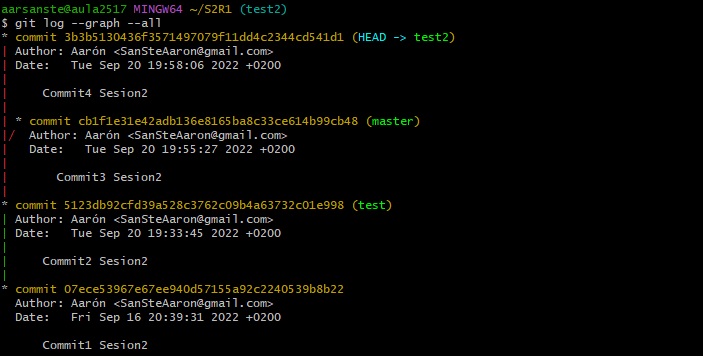 aarsanste@aula2517 MINGW64 ~/S2R1 (test2)
$ git log --graph --all
* commit 3b3b5130436f3571497079f11dd4c2344cd541d1 (HEAD -> test2)
| Author: Aarón <SanSteAaron@gmail.com>
| Date:   Tue Sep 20 19:58:06 2022 +0200
|
|     Commit4 Sesion2
|
| * commit cb1f1e31e42adb136e8165ba8c33ce614b99cb48 (master)
|/  Author: Aarón <SanSteAaron@gmail.com>
|   Date:   Tue Sep 20 19:55:27 2022 +0200
|
|       Commit3 Sesion2
|
* commit 5123db92cfd39a528c3762c09b4a63732c01e998 (test)
| Author: Aarón <SanSteAaron@gmail.com>
| Date:   Tue Sep 20 19:33:45 2022 +0200
|
|     Commit2 Sesion2
|
* commit 07ece53967e67ee940d57155a92c2240539b8b22
  Author: Aarón <SanSteAaron@gmail.com>
  Date:   Fri Sep 16 20:39:31 2022 +0200

      Commit1 Sesion2